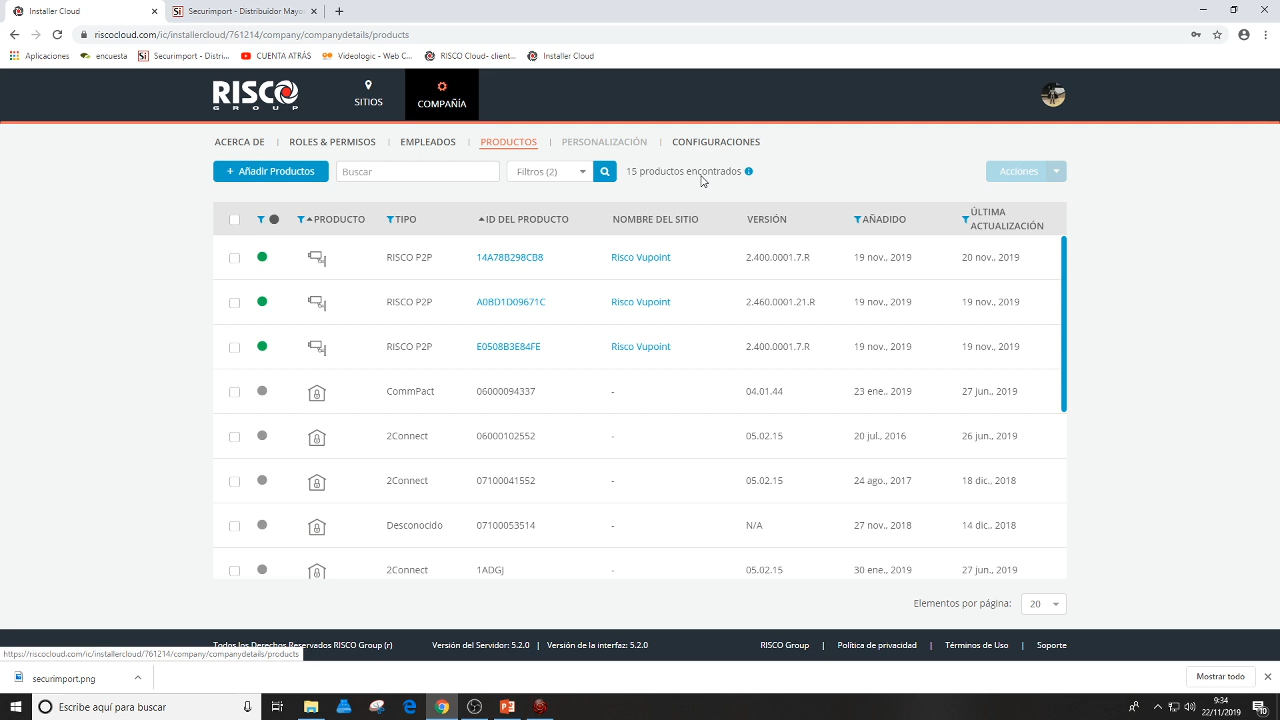 Installer Cloud
Securimport - Distribuidor Mayo
riscocloud.com/ic/installercloud/761214/company/companydetails/products
Aplicaciones
encuesta
Securimport - Distri...
CUENTA ATRÁS
Videologic - Web C...
RISCO Cloud- client...
Installer Cloud
RISCO
GROUP
SITIOS
COMPAÑÍA
ACERCA DE | ROLES & PERMISOS | EMPLEADOS | PRODUCTOS | PERSONALIZACIÓN | CONFIGURACIONES
+ Añadir Productos
Buscar
Filtros (2)
15 productos encontrados
Acciones
PRODUCTO TIPO ID DEL PRODUCTO NOMBRE DEL SITIO VERSIÓN AÑADIDO ÚLTIMA
ACTUALIZACIÓN
RISCO P2P 14A78B298CB8 Risco Vupoint 2.400.0001.7.R 19 nov., 2019 20 nov., 2019
RISCO P2P A0BD1D09671C Risco Vupoint 2.460.0001.21.R 19 nov., 2019 19 nov., 2019
RISCO P2P E0508B3E84FE Risco Vupoint 2.400.0001.7.R 19 nov., 2019 19 nov., 2019
CommPact 06000094337 - 04.01.44 23 ene., 2019 27 jun., 2019
2Connect 06000102552 - 05.02.15 20 jul., 2016 26 jun., 2019
2Connect 07100041552 - 05.02.15 24 ago., 2017 18 dic., 2018
Desconocido 07100053514 - N/A 27 nov., 2018 14 dic., 2018
2Connect 1ADGJ - 05.02.15 30 ene., 2019 27 jun., 2019
Elementos por página: 20
Todos los Derechos Reservados RISCO Group (r) Versión del Servidor: 5.2.0 | Versión de la interfaz: 5.2.0 RISCO Group | Política de privacidad | Términos de Uso | Soporte
https://riscocloud.com/ic/installercloud/761214/company/companydetails/products
securimport.png
Mostrar todo
Escribe aquí para buscar
9:34
22/11/2019